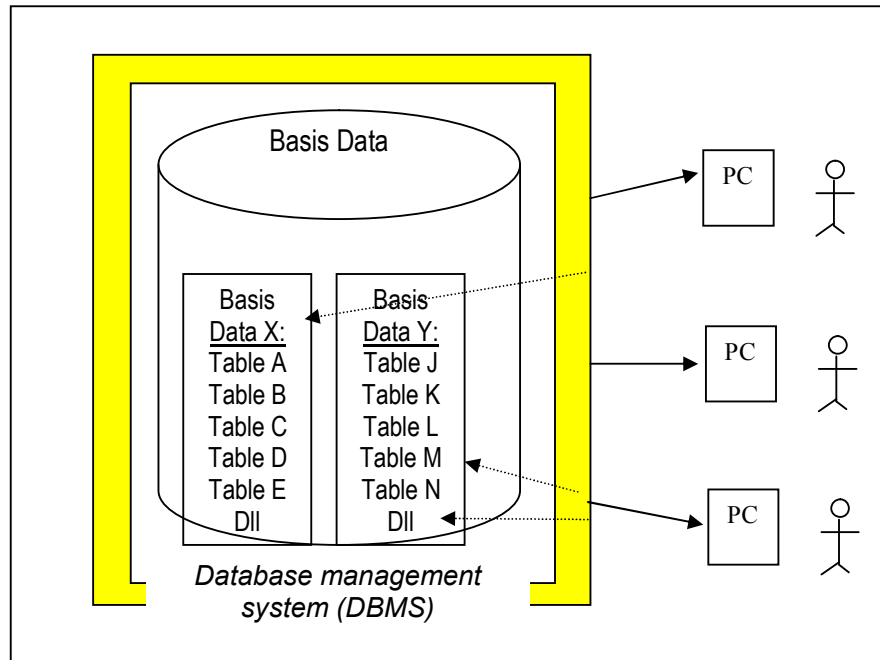 Basis Data
Basis
Data X:
Table A
Table B
Table C
Table D
Table E
Dll
Basis
Data Y:
Table J
Table K
Table L
Table M
Table N
Dll
Database management
system (DBMS)
PC
PC
PC